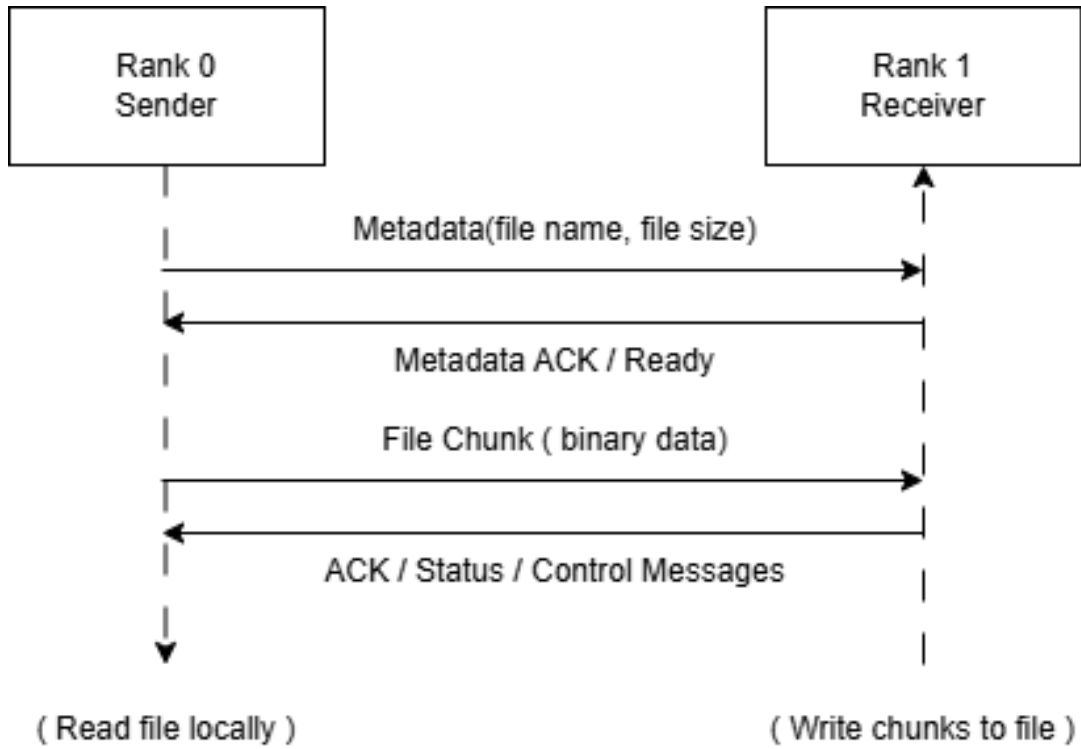 Rank 0
Sender
Rank 1
Receiver
Metadata(file name, file size)
Metadata ACK / Ready
File Chunk ( binary data)
ACK / Status / Control Messages
( Read file locally )
( Write chunks to file )